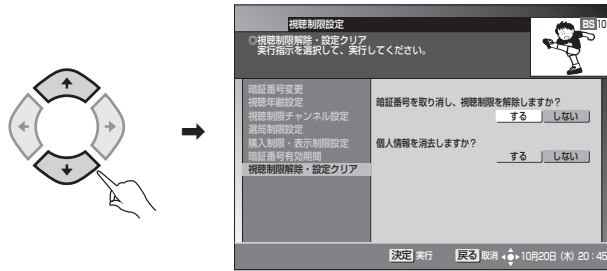 視聴制限設定
BS 10
◎視聴制限解除・設定クリア
実行指示を選択して、実行してください。
暗証番号変更
視聴年齢設定
視聴制限チャンネル設定
選局制限設定
購入制限・表示制限設定
暗証番号有効期間
視聴制限解除・設定クリア
暗証番号を取り消し、視聴制限を解除しますか？
する しない
個人情報を消去しますか？
する しない
決定 実行 戻る 取消 10月20日 (木) 20:45